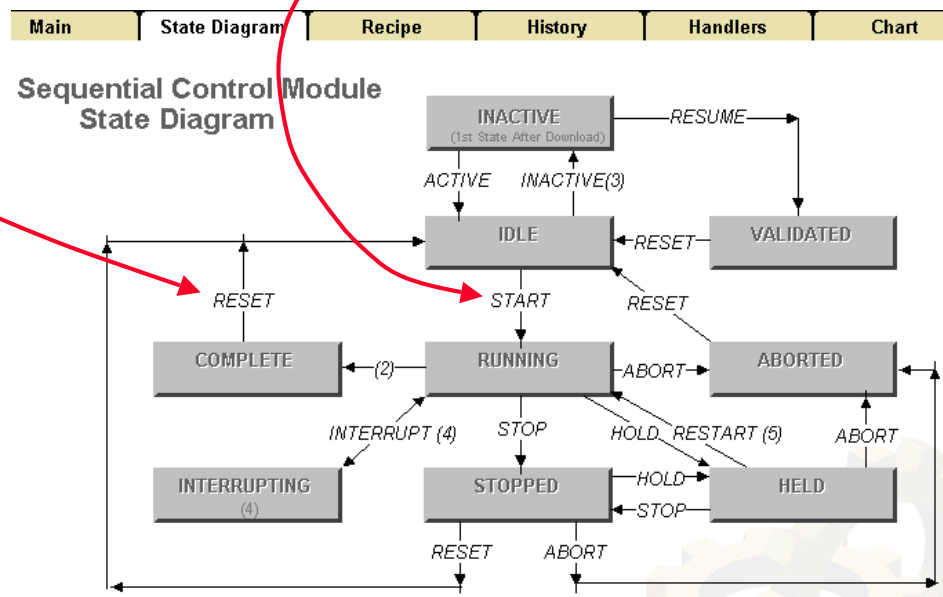 Main State Diagram Recipe History Handlers Chart
Sequential Control Module
State Diagram
INACTIVE
(1st State After Download)
RESUME
ACTIVE INACTIVE(3)
IDLE
RESET
VALIDATED
RESET
START
RESET
COMPLETE
(2)
RUNNING
ABORT
ABORTED
INTERRUPT (4)
STOP
HOLD
RESTART (5)
ABORT
INTERRUPTING
(4)
STOPPED
HOLD
STOP
HELD
RESET
ABORT